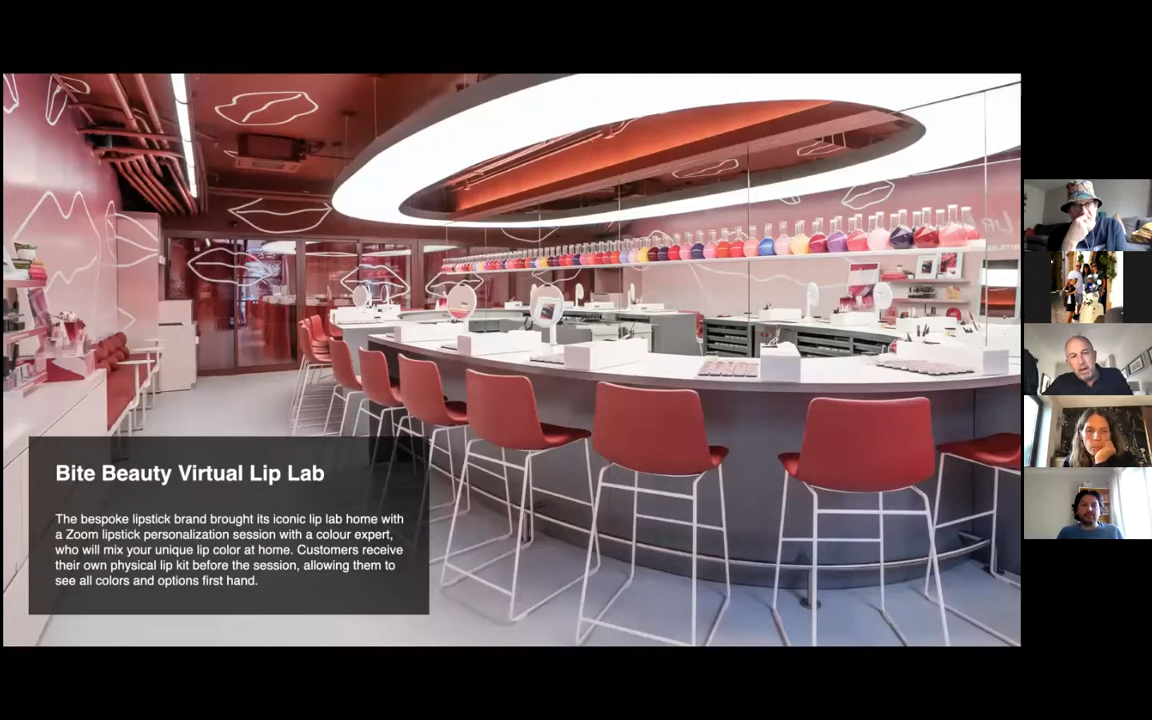 Bite Beauty Virtual Lip Lab
The bespoke lipstick brand brought its iconic lip lab home with
a Zoom lipstick personalization session with a colour expert,
who will mix your unique lip color at home. Customers receive
their own physical lip kit before the session, allowing them to
see all colors and options first hand.